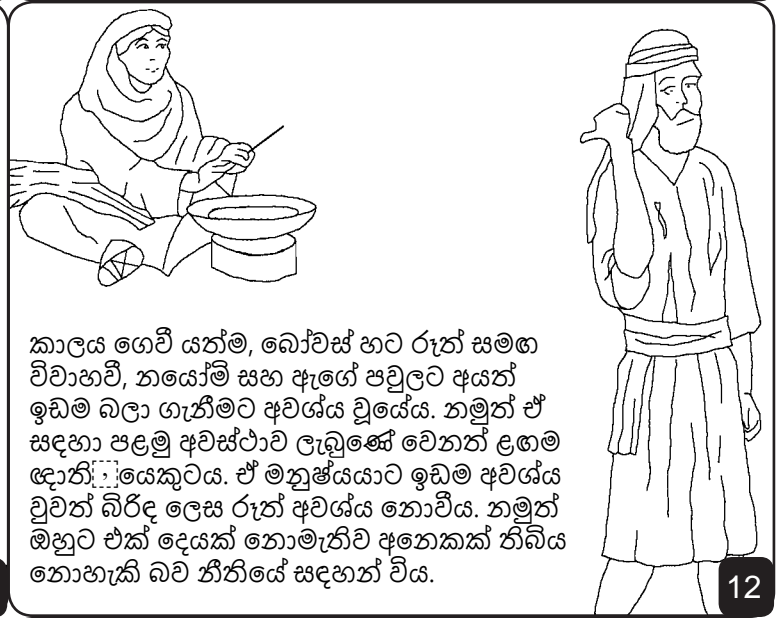 කාලය ගෙවී යත්ම, බෝවස් හට රූත් සමඟ
විවාහවී, නයෝමි සහ ඇගේ පවුලට අයත්
ඉඩම බලා ගැනීමට අවශ්ය වූයේය. නමුත් ඒ
සඳහා පළමු අවස්ථාව ලැබුණේ වෙනත් ළඟම
ඥාති , යෙකුටය. ඒ මනුෂ්යයාට ඉඩම අවශ්ය
වුවත් බිරිඳ ලෙස රූත් අවශ්ය නොවීය. නමුත්
ඔහුට එක් දෙයක් නොමැතිව අනෙකක් තිබිය
නොහැකි බව නීතියේ සඳහන් විය.
12